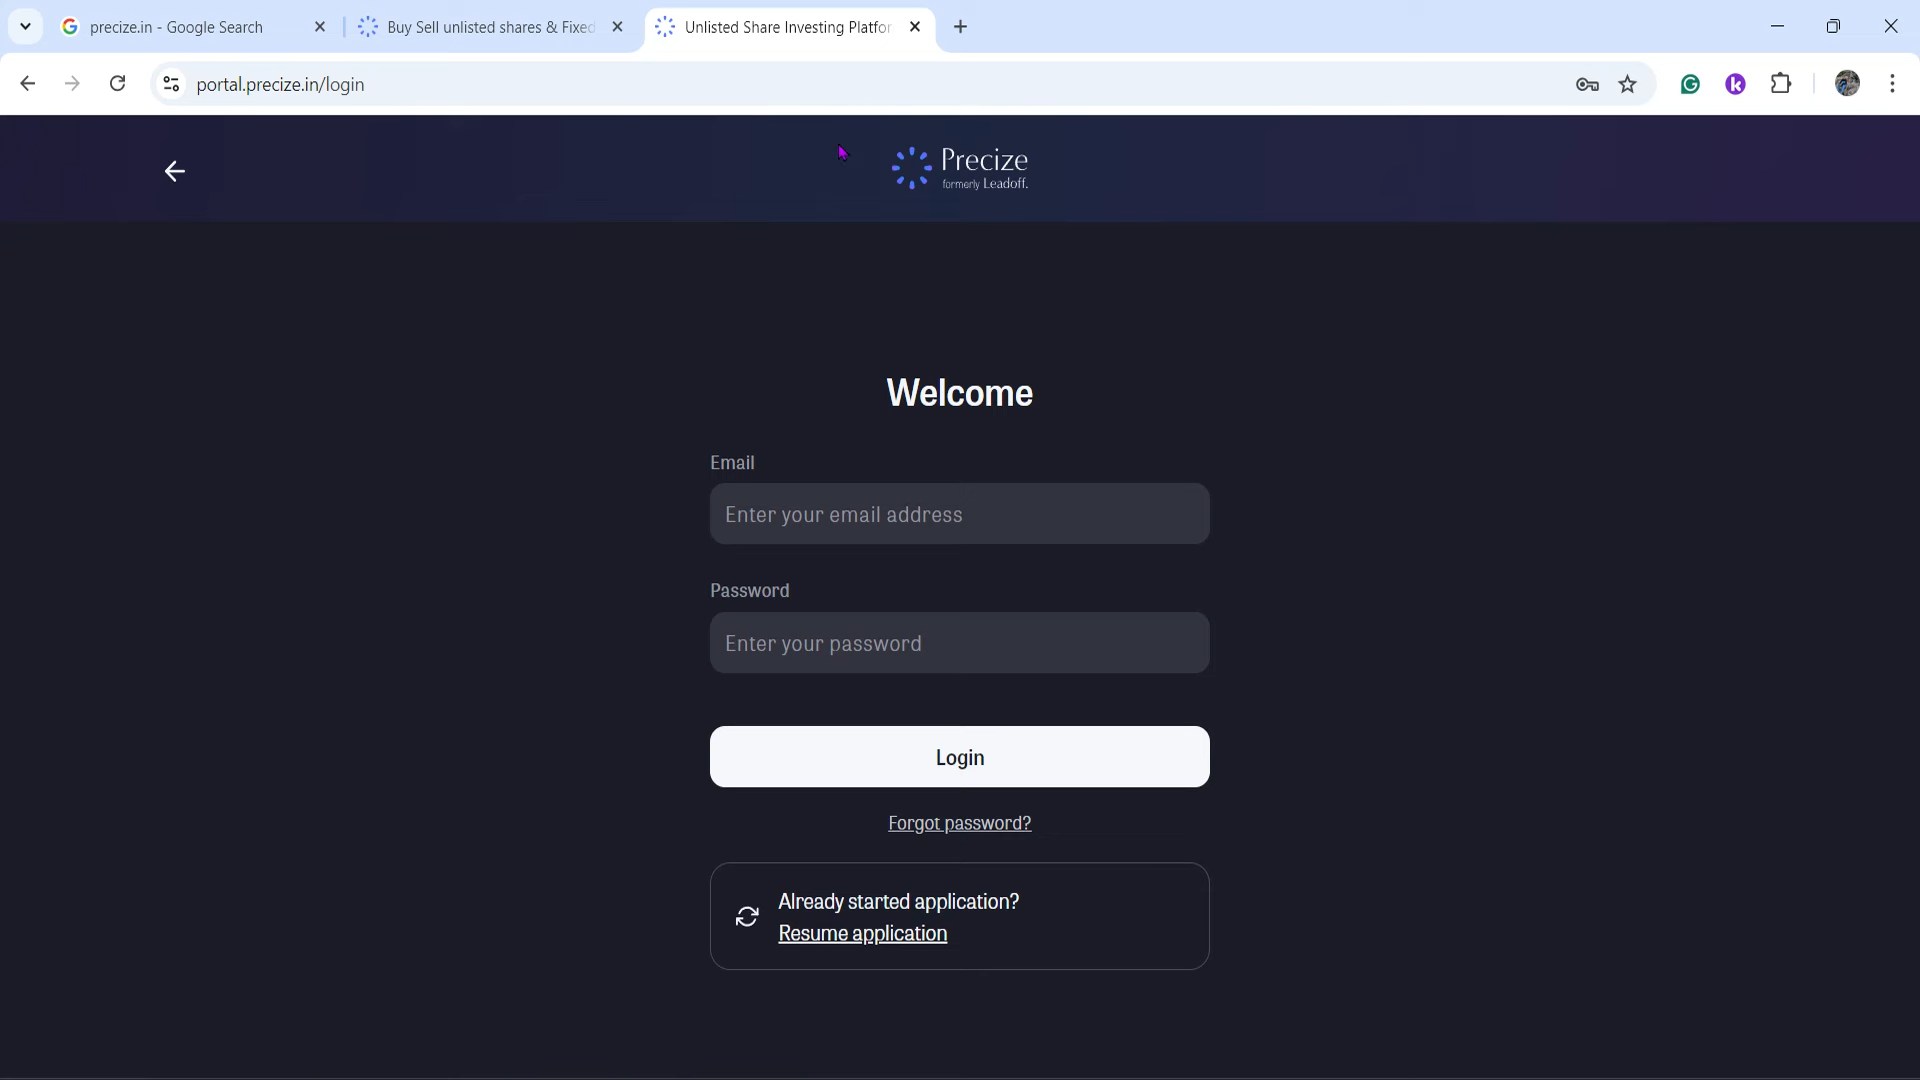 precize.in - Google Search
Buy Sell unlisted shares & Fixed
Unlisted Share Investing Platfor
portal.precize.in/login
Precize
formerly Leadoff.
Welcome
Email
Enter your email address
Password
Enter your password
Login
Forgot password?
Already started application?
Resume application